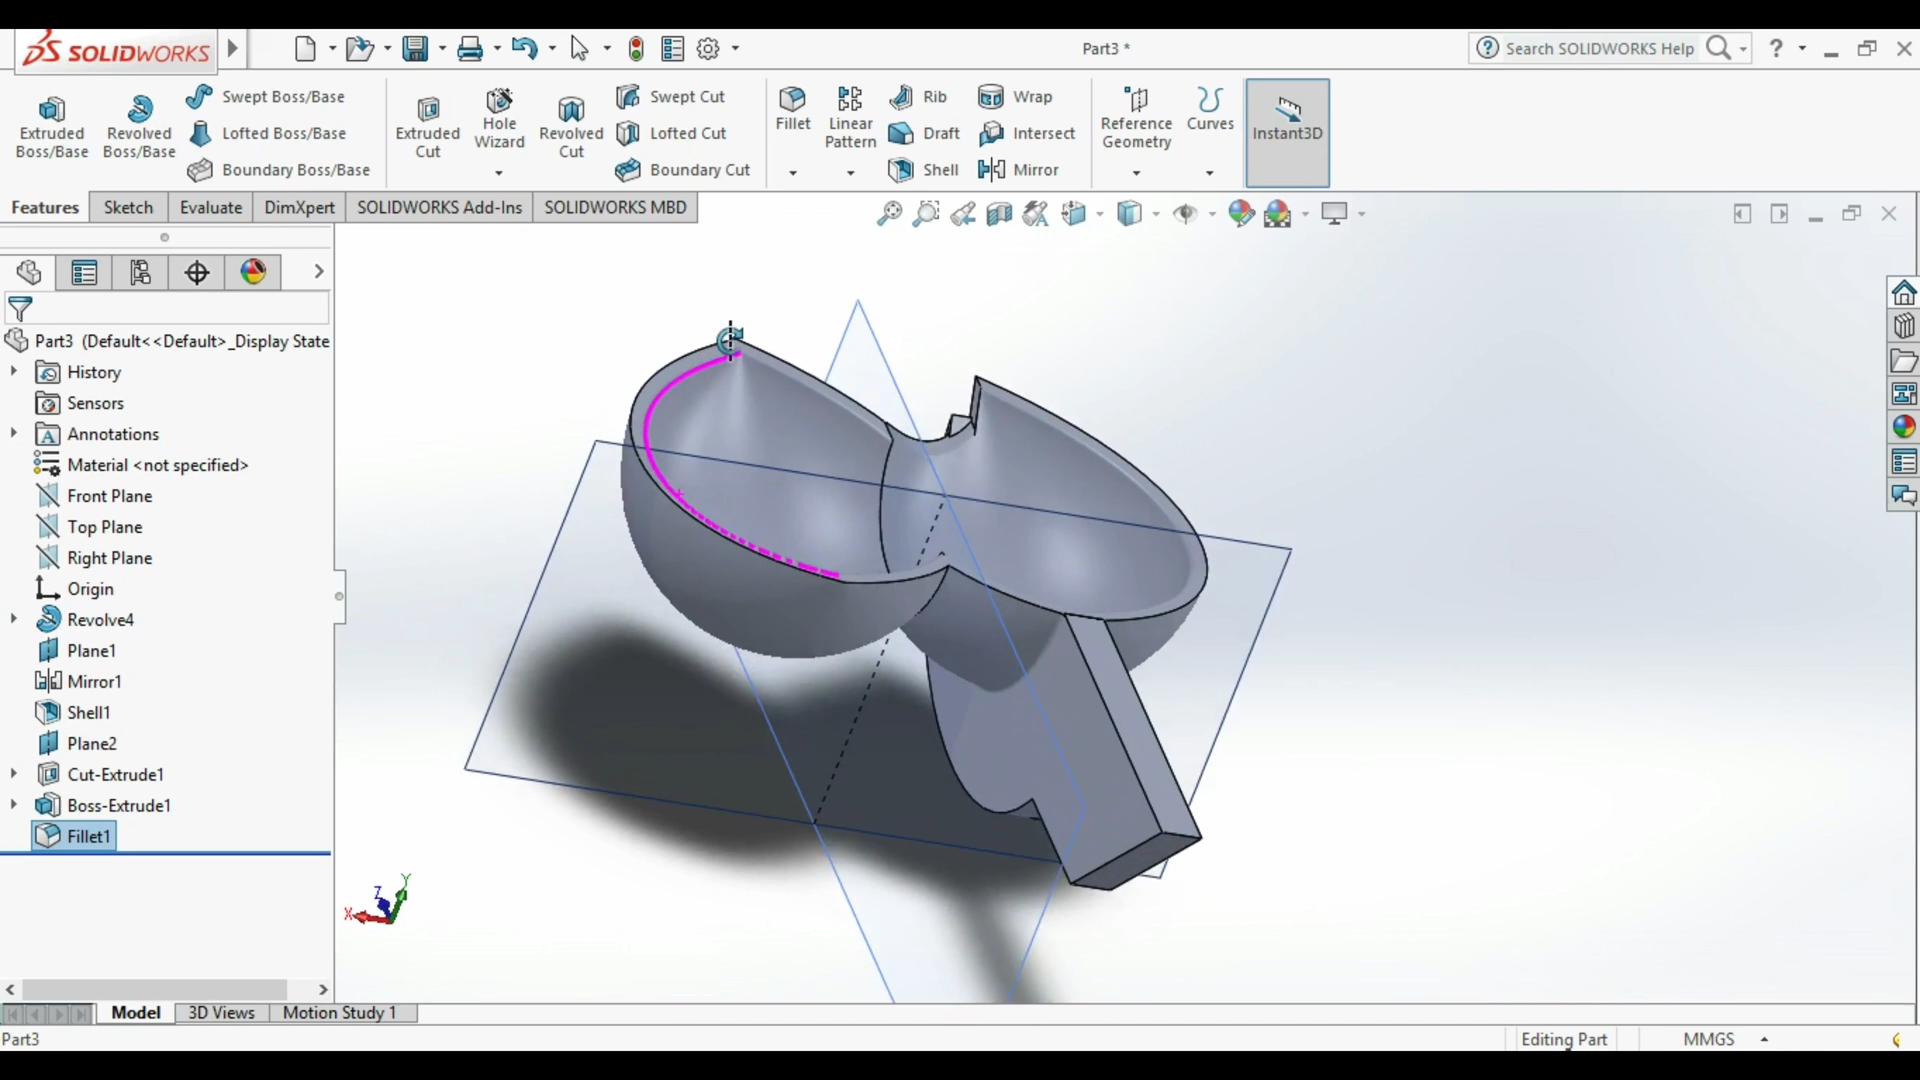 SOLIDWORKS
Part3 *
Search SOLIDWORKS Help
?
Extruded Boss/Base
Revolved Boss/Base
Swept Boss/Base
Lofted Boss/Base
Boundary Boss/Base
Extruded Cut
Hole Wizard
Revolved Cut
Swept Cut
Lofted Cut
Boundary Cut
Fillet
Linear Pattern
Rib
Draft
Shell
Wrap
Intersect
Mirror
Reference Geometry
Curves
Instant3D
Features
Sketch
Evaluate
DimXpert
SOLIDWORKS Add-Ins
SOLIDWORKS MBD
Part3 (Default<<Default>_Display State
History
Sensors
Annotations
Material <not specified>
Front Plane
Top Plane
Right Plane
Origin
Revolve4
Plane1
Mirror1
Shell1
Plane2
Cut-Extrude1
Boss-Extrude1
Fillet1
X
Z
Y
Model
3D Views
Motion Study 1
Part3
Editing Part
MMGS